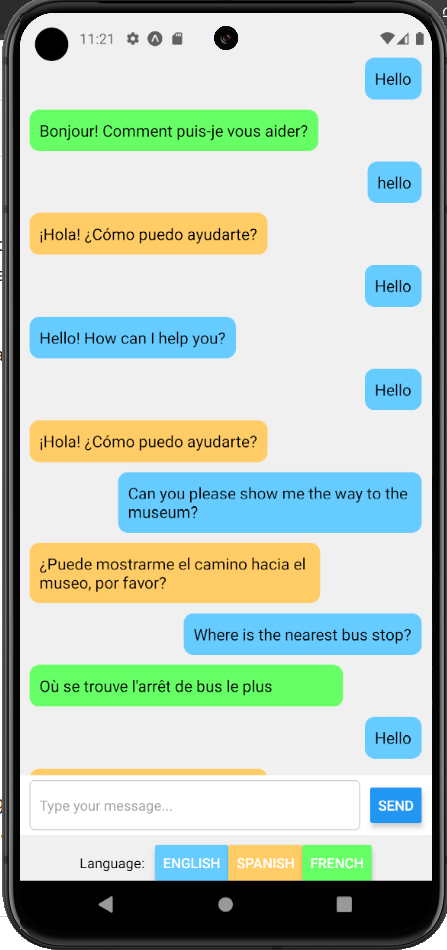 11:21
Hello
Bonjour! Comment puis-je vous aider?
hello
¡Hola! ¿Cómo puedo ayudarte?
Hello
Hello! How can I help you?
Hello
¡Hola! ¿Cómo puedo ayudarte?
Can you please show me the way to the
museum?
¿Puede mostrarme el camino hacia el
museo, por favor?
Where is the nearest bus stop?
Où se trouve l'arrêt de bus le plus
Hello
Type your message...
SEND
Language:
ENGLISH
SPANISH
FRENCH